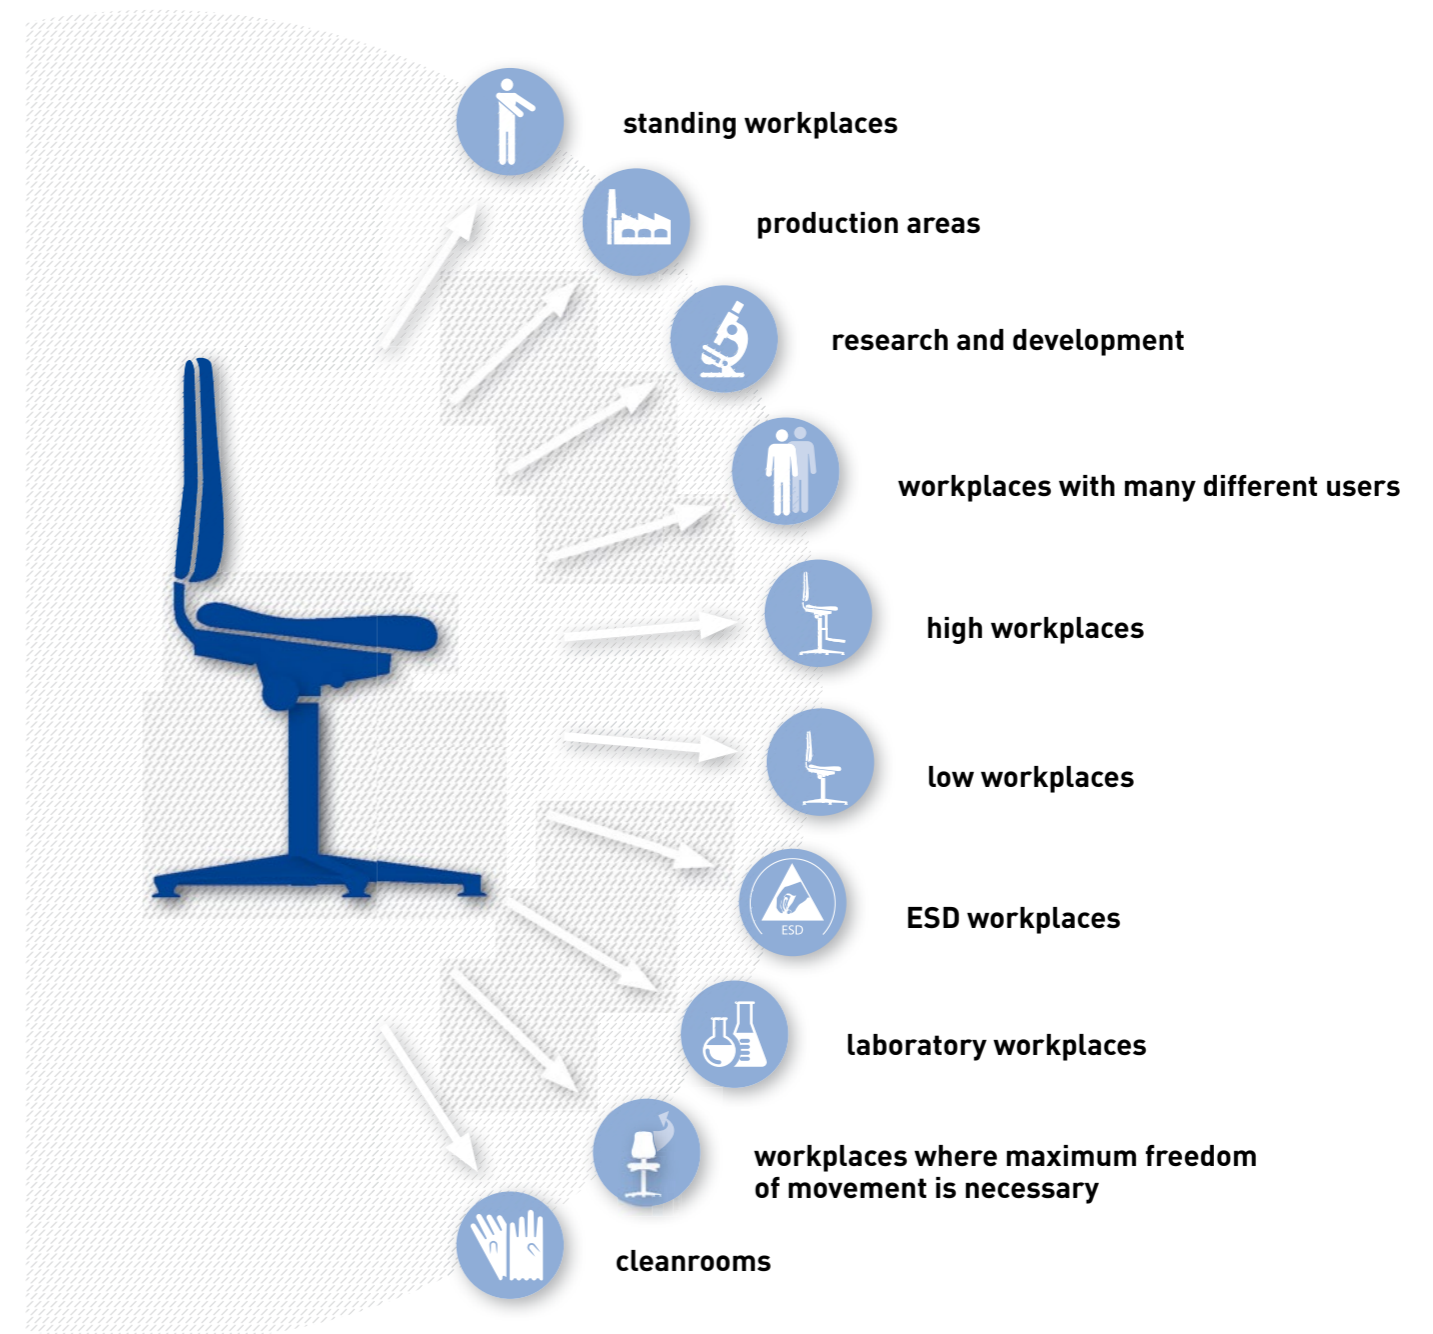 standing workplaces
production areas
research and development
workplaces with many different users
high workplaces
low workplaces
ESD
ESD workplaces
laboratory workplaces
workplaces where maximum freedom
of movement is necessary
cleanrooms